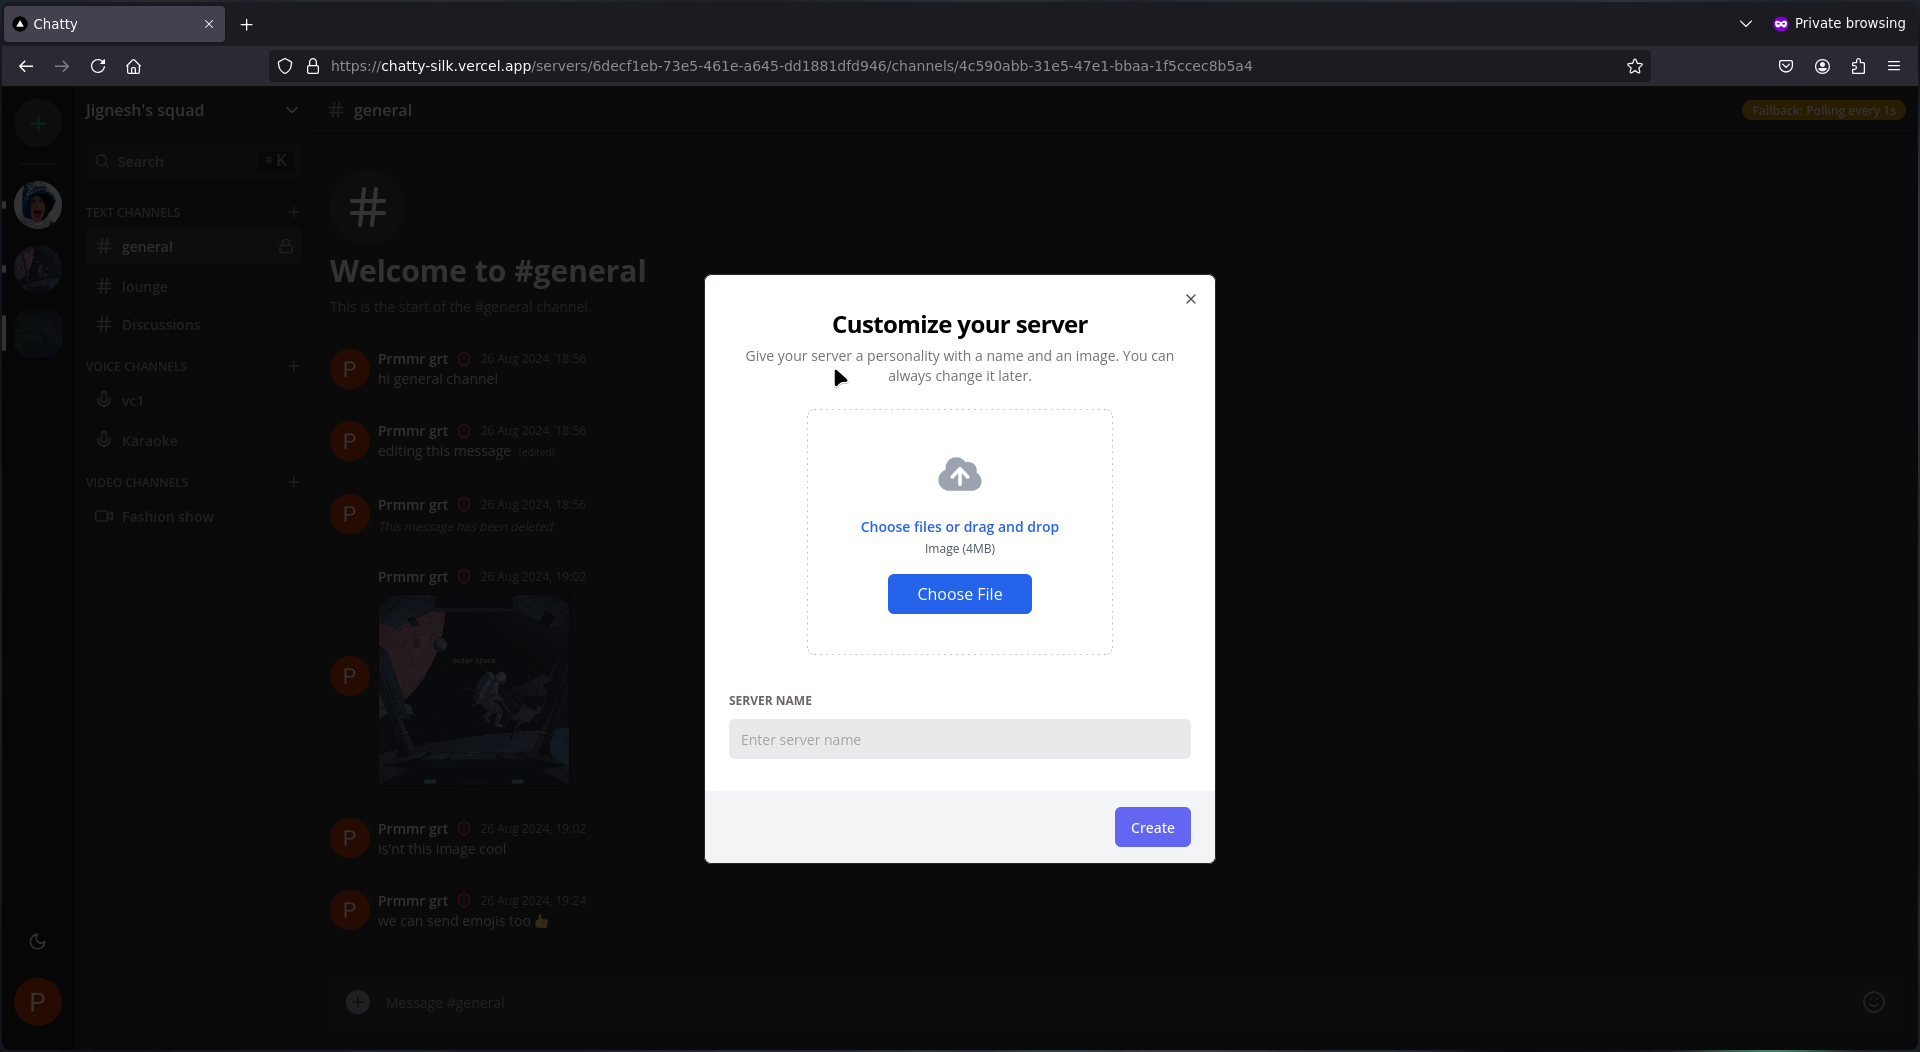 Chatty
Private browsing
https://chatty-silk.vercel.app/servers/6decf1eb-73e5-461e-a645-dd1881dfd946/channels/4c590abb-31e5-47e1-bbaa-1f5ccec8b5a4
Jignesh's squad
# general
Fallback: Polling every 1s
Search
⌘ K
#
TEXT CHANNELS
# general
# lounge
# Discussions
VOICE CHANNELS
vc1
Karaoke
VIDEO CHANNELS
Fashion show
P
Welcome to #general
This is the start of the #general channel.
P
Prmmr grt 26 Aug 2024, 18:56
hi general channel
P
Prmmr grt 26 Aug 2024, 18:56
editing this message (edited)
P
Prmmr grt 26 Aug 2024, 18:56
This message has been deleted.
P
Prmmr grt 26 Aug 2024, 19:02
outer space
P
Prmmr grt 26 Aug 2024, 19:02
is'nt this image cool
P
Prmmr grt 26 Aug 2024, 19:24
we can send emojis too 👍
Message #general
Customize your server
Give your server a personality with a name and an image. You can
always change it later.
Choose files or drag and drop
Image (4MB)
Choose File
SERVER NAME
Enter server name
Create